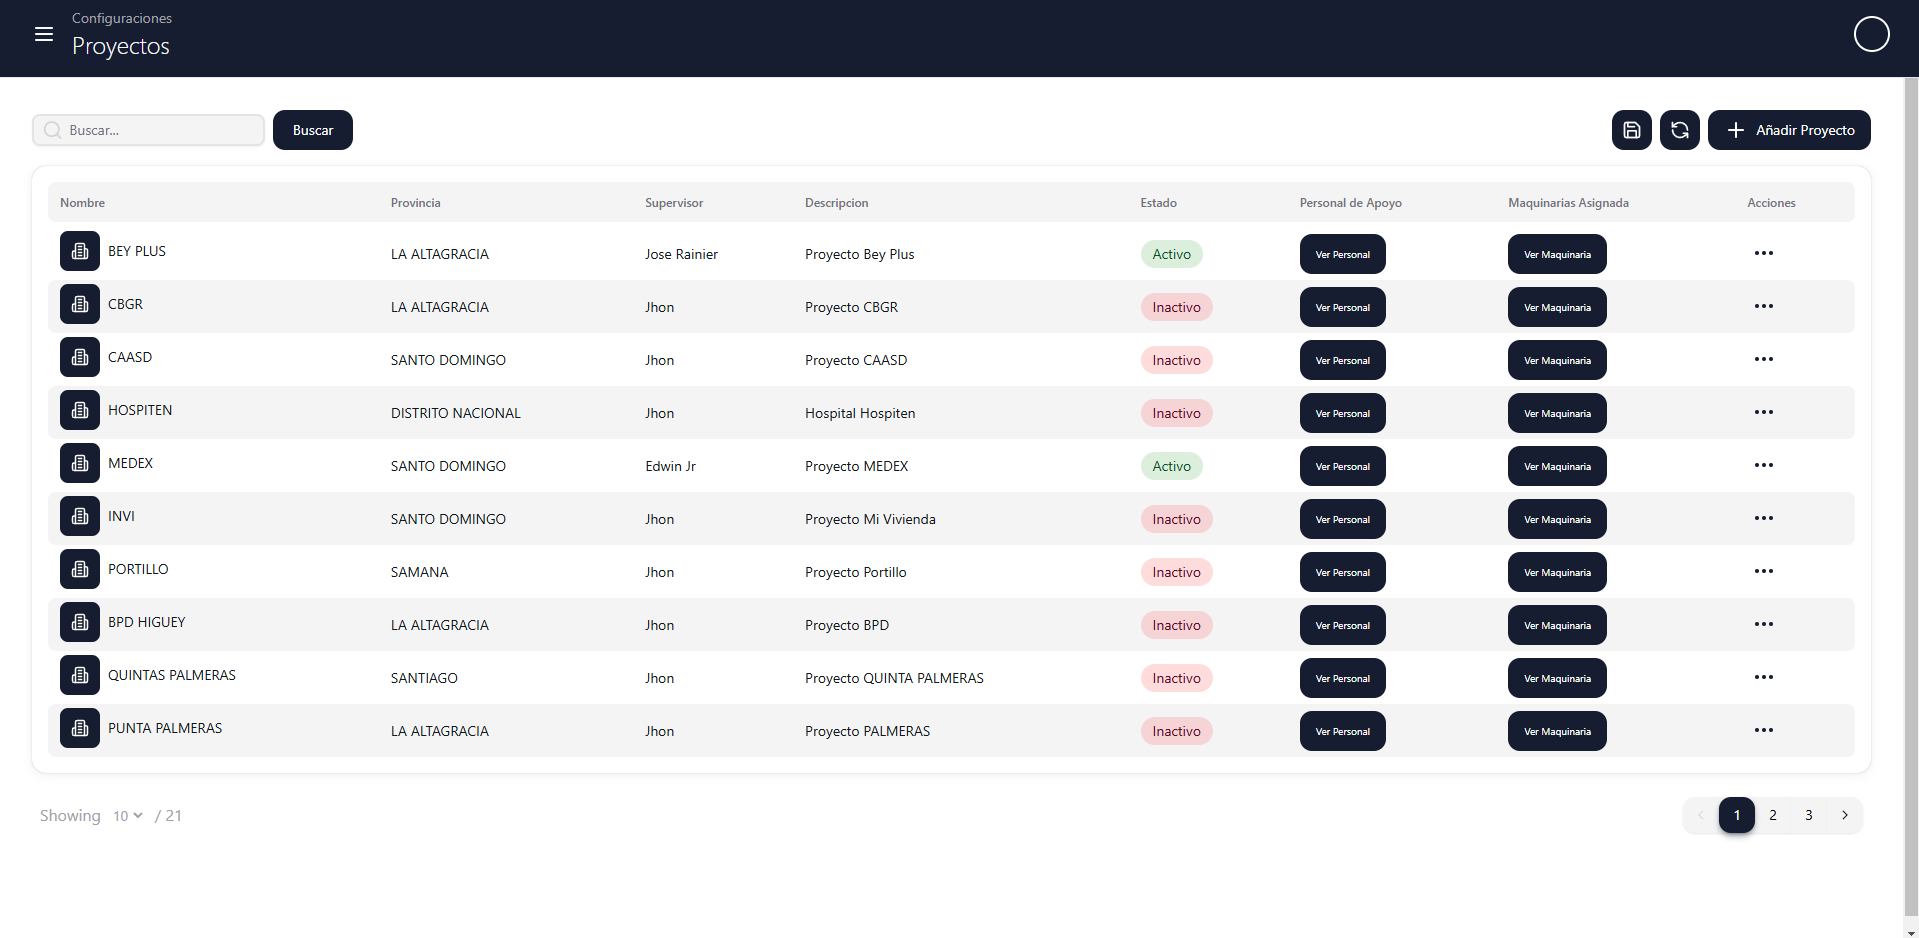 Configuraciones
Proyectos
Buscar...
Buscar
Añadir Proyecto
Nombre Provincia Supervisor Descripcion Estado Personal de Apoyo Maquinarias Asignada Acciones
BEY PLUS LA ALTAGRACIA Jose Rainier Proyecto Bey Plus Activo Ver Personal Ver Maquinaria
CBGR LA ALTAGRACIA Jhon Proyecto CBGR Inactivo Ver Personal Ver Maquinaria
CAASD SANTO DOMINGO Jhon Proyecto CAASD Inactivo Ver Personal Ver Maquinaria
HOSPITEN DISTRITO NACIONAL Jhon Hospital Hospiten Inactivo Ver Personal Ver Maquinaria
MEDEX SANTO DOMINGO Edwin Jr Proyecto MEDEX Activo Ver Personal Ver Maquinaria
INVI SANTO DOMINGO Jhon Proyecto Mi Vivienda Inactivo Ver Personal Ver Maquinaria
PORTILLO SAMANA Jhon Proyecto Portillo Inactivo Ver Personal Ver Maquinaria
BPD HIGUEY LA ALTAGRACIA Jhon Proyecto BPD Inactivo Ver Personal Ver Maquinaria
QUINTAS PALMERAS SANTIAGO Jhon Proyecto QUINTA PALMERAS Inactivo Ver Personal Ver Maquinaria
PUNTA PALMERAS LA ALTAGRACIA Jhon Proyecto PALMERAS Inactivo Ver Personal Ver Maquinaria
Showing 10 / 21
1 2 3